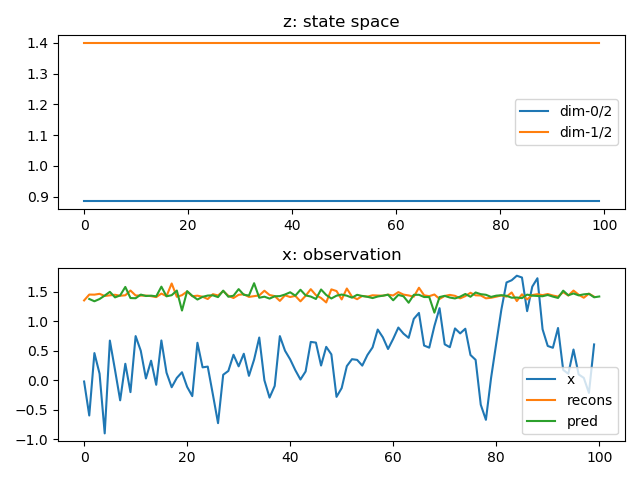 z: state space
1.4
1.3
1.2
1.1
1.0
0.9
dim-0/2
dim-1/2
0 20 40 60 80 100
x: observation
1.5
1.0
0.5
0.0
−0.5
−1.0
x
recons
pred
0 20 40 60 80 100